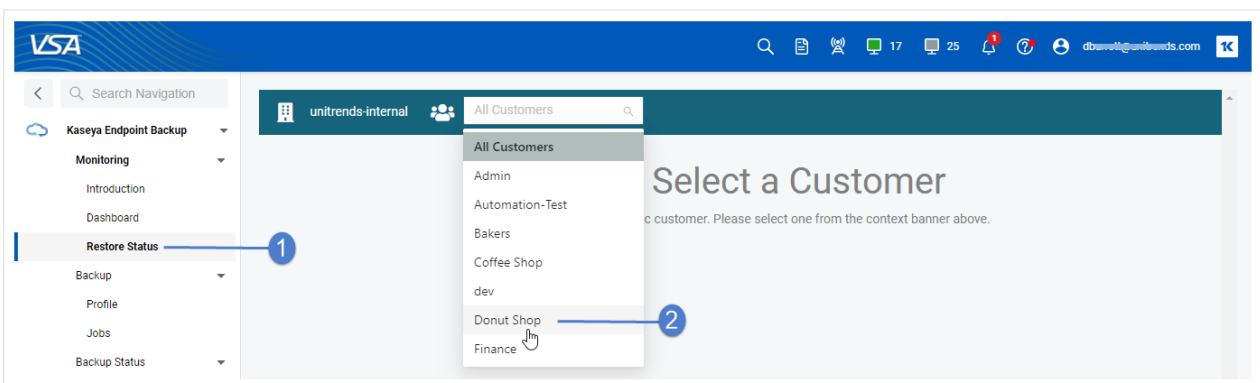 VSA
17
25
1
Search Navigation
Kaseya Endpoint Backup
Monitoring
Introduction
Dashboard
Restore Status
Backup
Profile
Jobs
Backup Status
unitrends-internal
All Customers
All Customers
Admin
Automation-Test
Bakers
Coffee Shop
dev
Donut Shop
Finance
Select a Customer
c customer. Please select one from the context banner above.
1
2